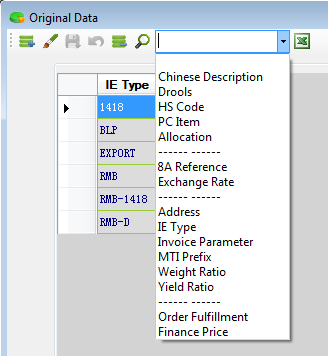 Original Data
IE Type
1418
BLP
EXPORT
RMB
RMB-1418
RMB-D
Chinese Description
Drools
HS Code
PC Item
Allocation
------ ------
8A Reference
Exchange Rate
------ ------
Address
IE Type
Invoice Parameter
MTI Prefix
Weight Ratio
Yield Ratio
------ ------
Order Fulfillment
Finance Price